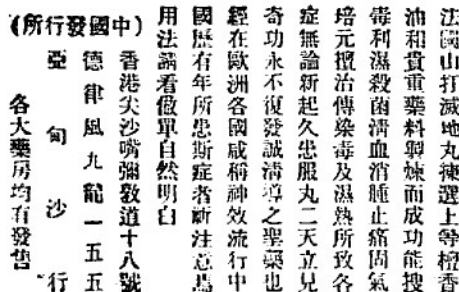 法國山打滅地丸揀選上等檀香
油和貴重藥料製煉而成功能搜
毒利濕殺菌清血消腫止痛固氣
培元擅治傳染毒及濕熱所致各
症無論新起久患服丸二天立見
奇功永不復發誠清導之聖藥也
經在歐洲各國咸稱神效流行中
國歷有年所患斯症者祈注意焉
用法請看倣單自然明白
(中國發行所)
香港尖沙嘴彌敦道十八號
德律風九龍一五五
亞甸沙行
各大藥房均有發售